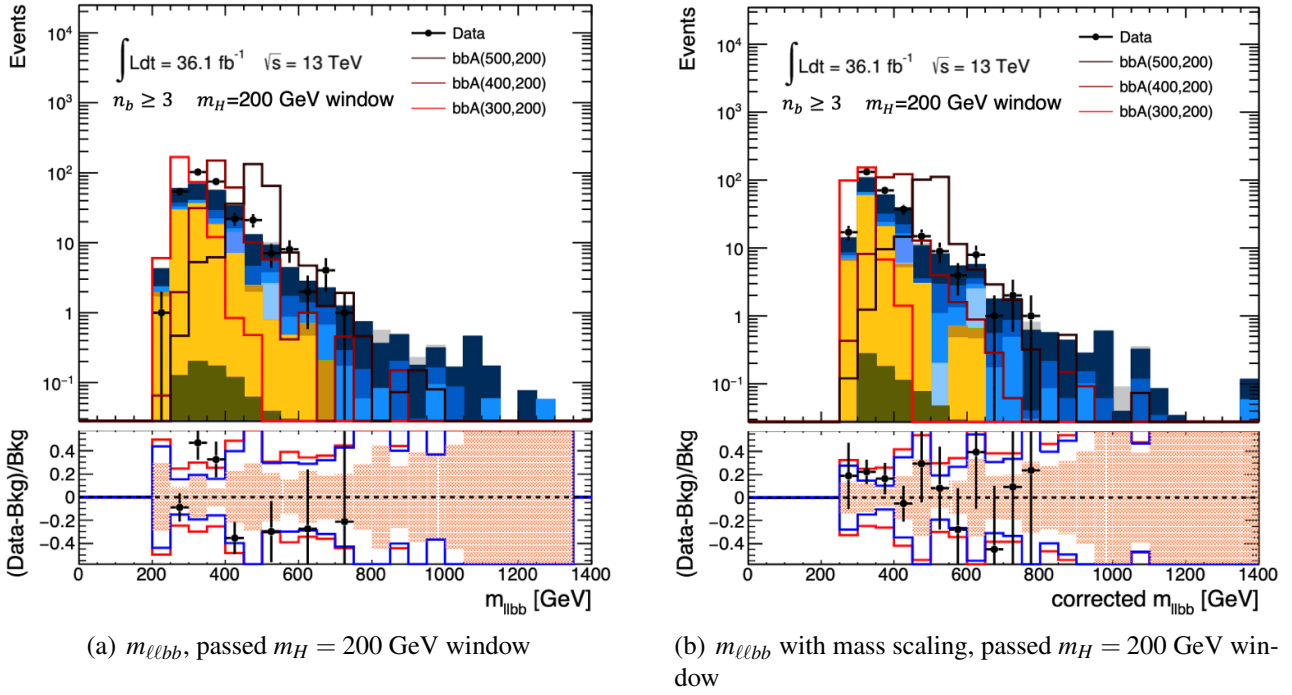 Events
10⁴
10³
10²
10
1
10⁻¹
∫ Ldt = 36.1 fb⁻¹ √s = 13 TeV
n_b ≥ 3 m_H=200 GeV window
Data
bbA(500,200)
bbA(400,200)
bbA(300,200)
(Data-Bkg)/Bkg
0.4
0.2
0
−0.2
−0.4
0 200 400 600 800 1000 1200 1400
m_llbb [GeV]
(a) m_ℓℓbb, passed m_H = 200 GeV window
Events
10⁴
10³
10²
10
1
10⁻¹
∫ Ldt = 36.1 fb⁻¹ √s = 13 TeV
n_b ≥ 3 m_H=200 GeV window
Data
bbA(500,200)
bbA(400,200)
bbA(300,200)
(Data-Bkg)/Bkg
0.4
0.2
0
−0.2
−0.4
0 200 400 600 800 1000 1200 1400
corrected m_llbb [GeV]
(b) m_ℓℓbb with mass scaling, passed m_H = 200 GeV win-
dow